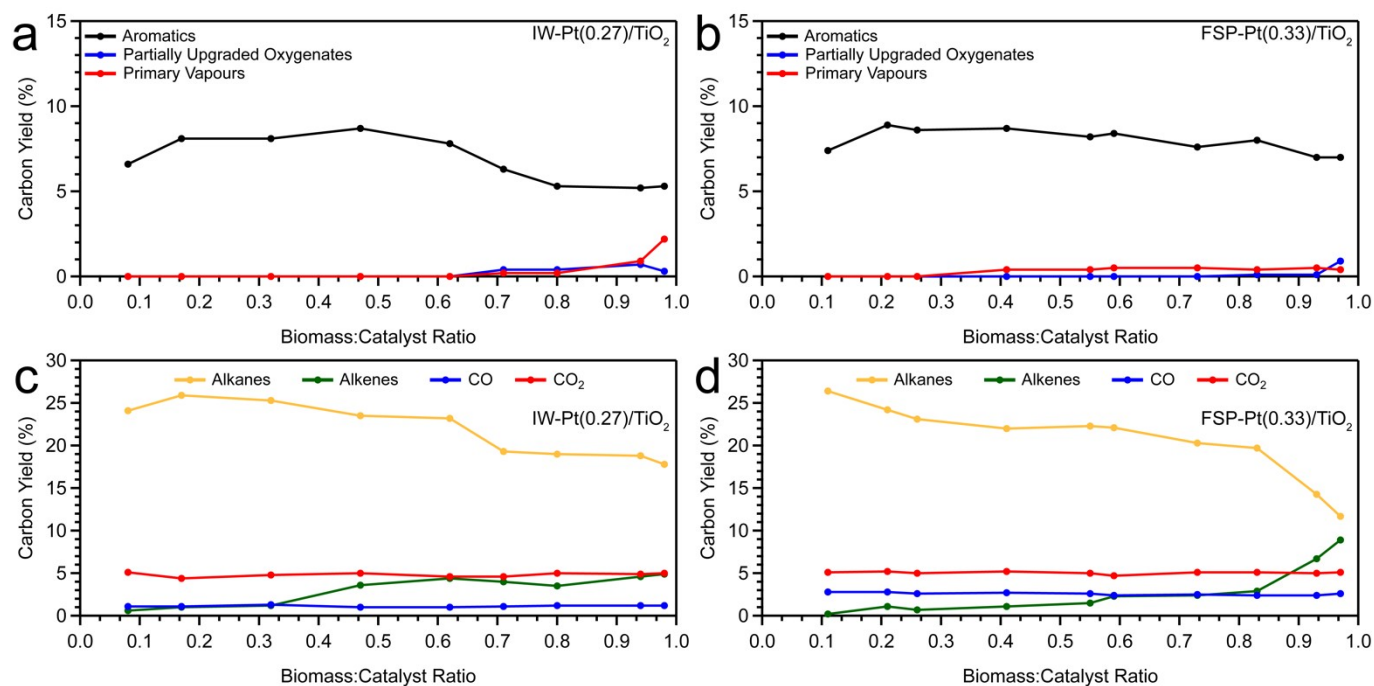 a
IW-Pt(0.27)/TiO₂
Aromatics
Partially Upgraded Oxygenates
Primary Vapours
Carbon Yield (%)
15
10
5
0
0.0 0.1 0.2 0.3 0.4 0.5 0.6 0.7 0.8 0.9 1.0
Biomass:Catalyst Ratio
b
FSP-Pt(0.33)/TiO₂
Aromatics
Partially Upgraded Oxygenates
Primary Vapours
Carbon Yield (%)
15
10
5
0
0.0 0.1 0.2 0.3 0.4 0.5 0.6 0.7 0.8 0.9 1.0
Biomass:Catalyst Ratio
c
Alkanes Alkenes CO CO₂
IW-Pt(0.27)/TiO₂
Carbon Yield (%)
30
25
20
15
10
5
0
0.0 0.1 0.2 0.3 0.4 0.5 0.6 0.7 0.8 0.9 1.0
Biomass:Catalyst Ratio
d
Alkanes Alkenes CO CO₂
FSP-Pt(0.33)/TiO₂
Carbon Yield (%)
30
25
20
15
10
5
0
0.0 0.1 0.2 0.3 0.4 0.5 0.6 0.7 0.8 0.9 1.0
Biomass:Catalyst Ratio